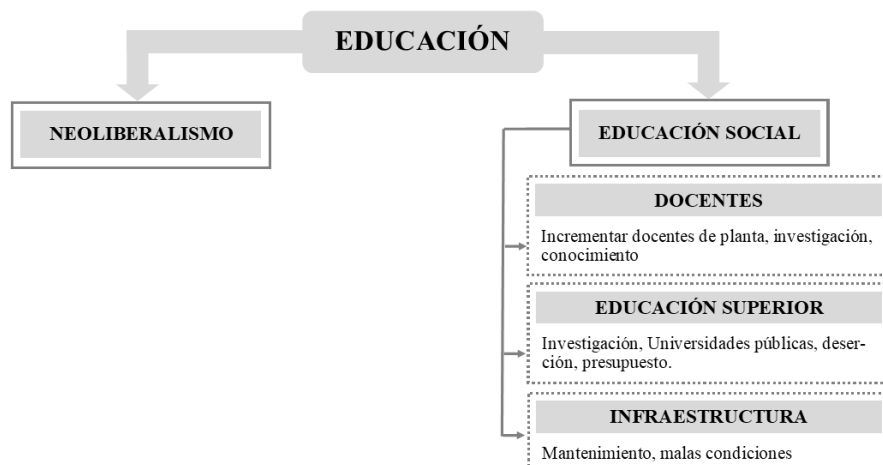 EDUCACIÓN
NEOLIBERALISMO
EDUCACIÓN SOCIAL
DOCENTES
Incrementar docentes de planta, investigación,
conocimiento
EDUCACIÓN SUPERIOR
Investigación, Universidades públicas, deser-
ción, presupuesto.
INFRAESTRUCTURA
Mantenimiento, malas condiciones